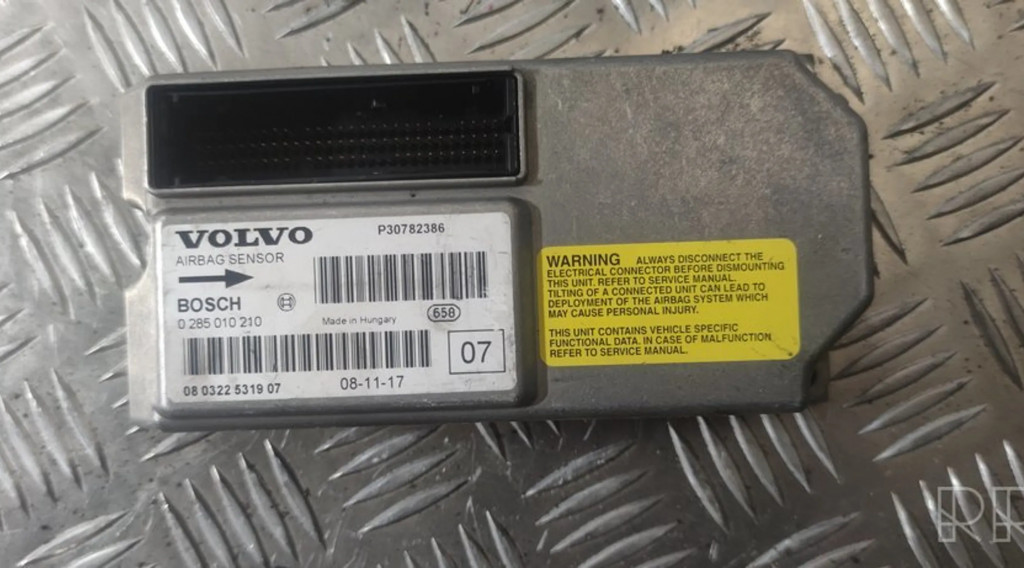 VOLVO
P30782386
AIRBAG SENSOR
BOSCH
0 285 010 210
Made in Hungary
658
07
08 0322 5319 07
08-11-17
WARNING ALWAYS DISCONNECT THE
ELECTRICAL CONNECTOR BEFORE DISMOUNTING
THIS UNIT. REFER TO SERVICE MANUAL.
TILTING OF A CONNECTED UNIT CAN LEAD TO
DEPLOYMENT OF THE AIRBAG SYSTEM WHICH
MAY CAUSE PERSONAL INJURY.
THIS UNIT CONTAINS VEHICLE SPECIFIC
FUNCTIONAL DATA. IN CASE OF MALFUNCTION
REFER TO SERVICE MANUAL.